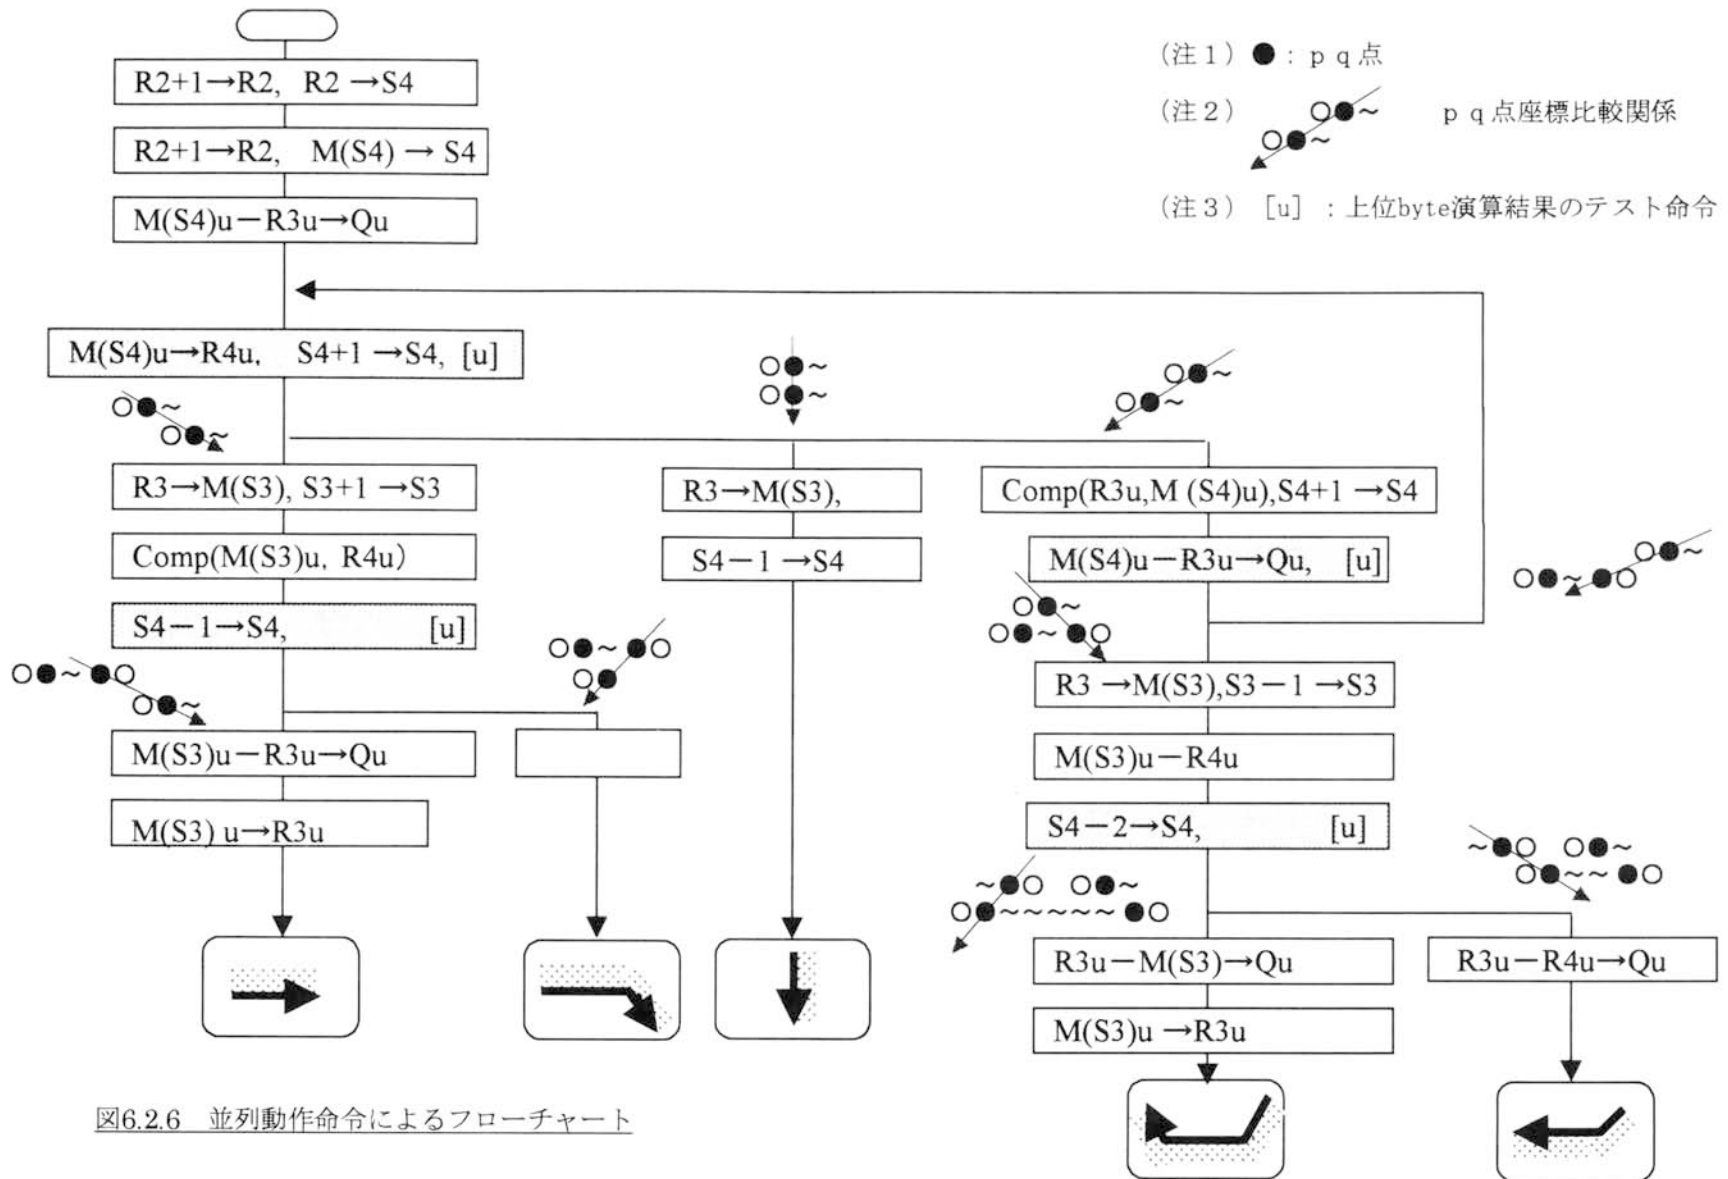 (注1) ●：pq点
(注2) ○●～ ○●～ pq点座標比較関係
(注3) [u]：上位byte演算結果のテスト命令
R2+1→R2, R2→S4
R2+1→R2, M(S4)→S4
M(S4)u－R3u→Qu
M(S4)u→R4u, S4+1→S4, [u]
○●～
○●～
○●～
○●～
○●～
○●～
R3→M(S3), S3+1→S3
Comp(M(S3)u, R4u)
S4－1→S4, [u]
○●～●○
○●～
○●～●○
○●
M(S3)u－R3u→Qu
M(S3)u→R3u
R3→M(S3),
S4－1→S4
Comp(R3u,M(S4)u),S4+1→S4
M(S4)u－R3u→Qu, [u]
○●～
○●～●○
○●～
○●～●○
R3→M(S3),S3－1→S3
M(S3)u－R4u
S4－2→S4, [u]
～●○ ○●～
○●～～～～～●○
～●○ ○●～
○●～～●○
R3u－M(S3)→Qu
M(S3)u→R3u
R3u－R4u→Qu
図6.2.6 並列動作命令によるフローチャート